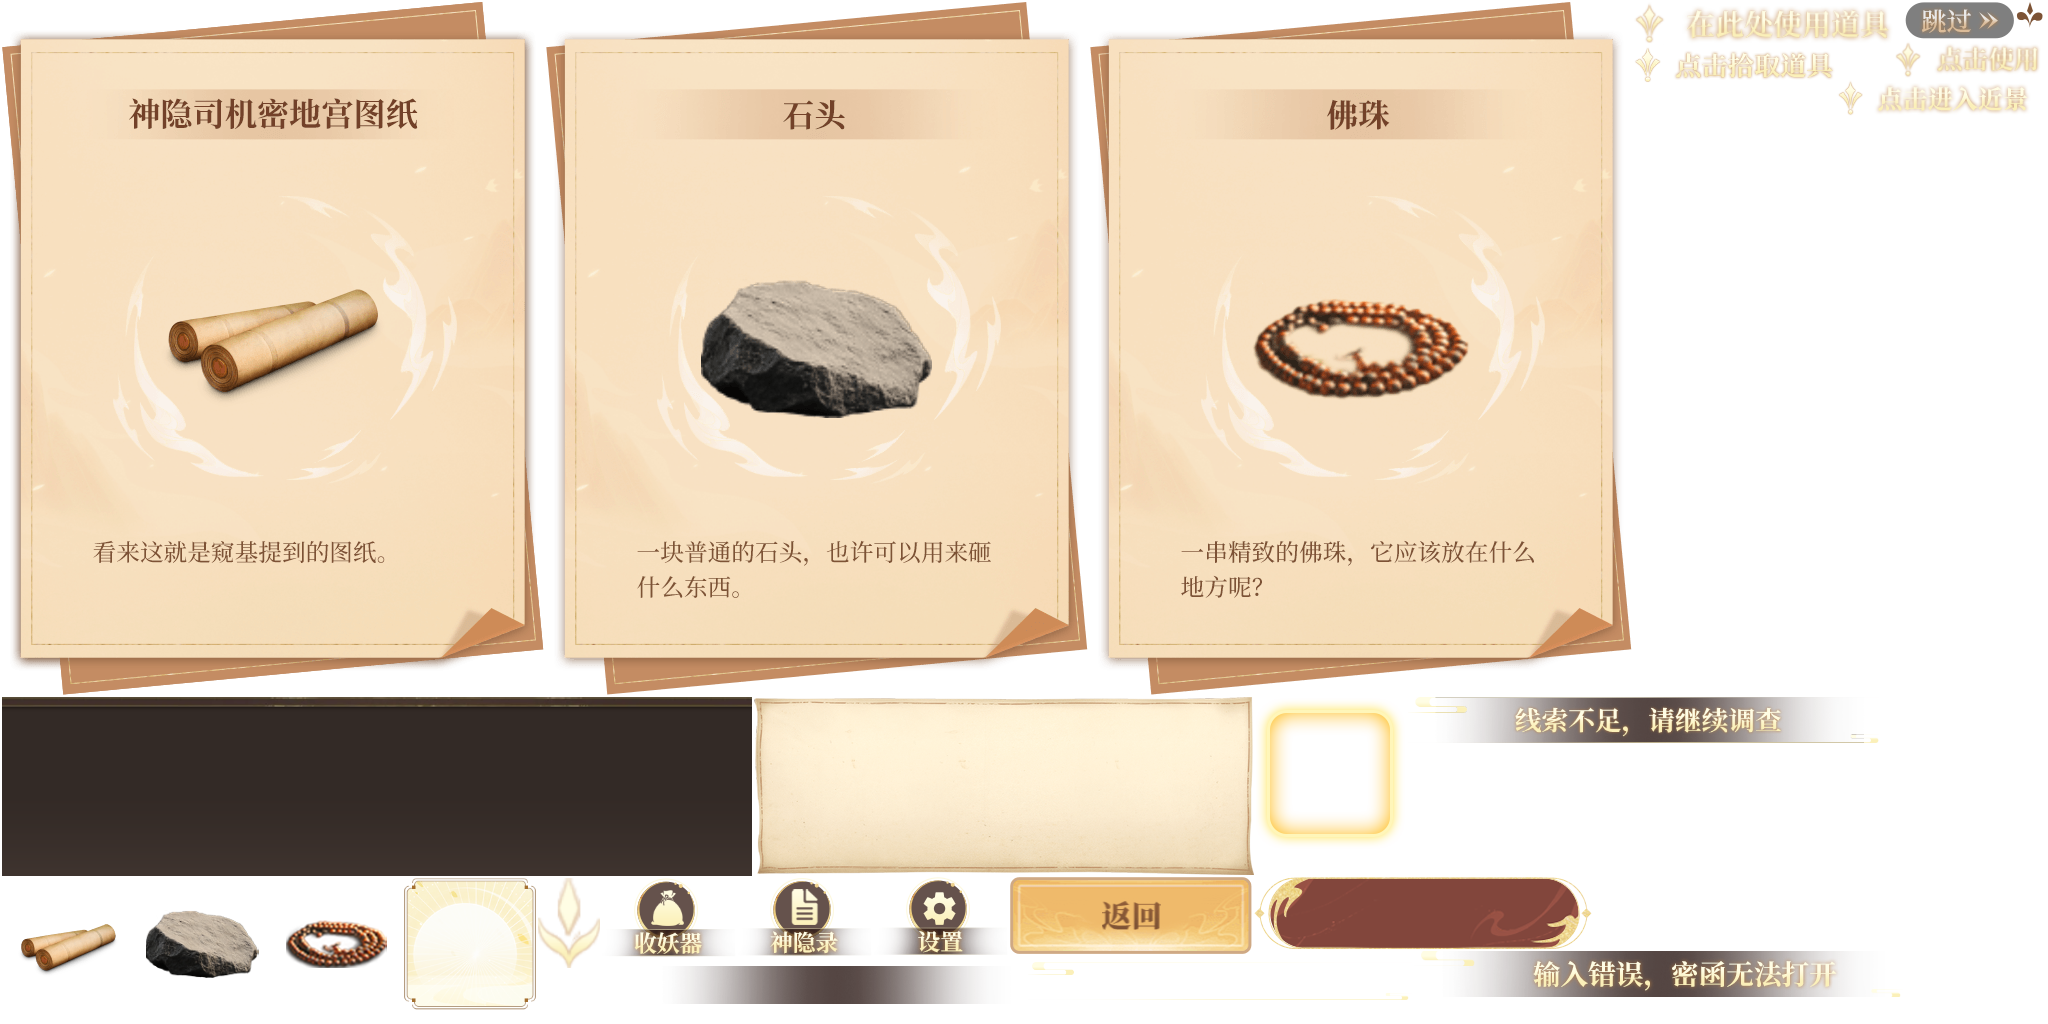 神隐司机密地宫图纸
看来这就是窥基提到的图纸。
石头
一块普通的石头，也许可以用来砸
什么东西。
佛珠
一串精致的佛珠，它应该放在什么
地方呢？
在此处使用道具
跳过
点击拾取道具
点击使用
点击进入近景
线索不足，请继续调查
收妖器
神隐录
设置
返回
输入错误，密函无法打开